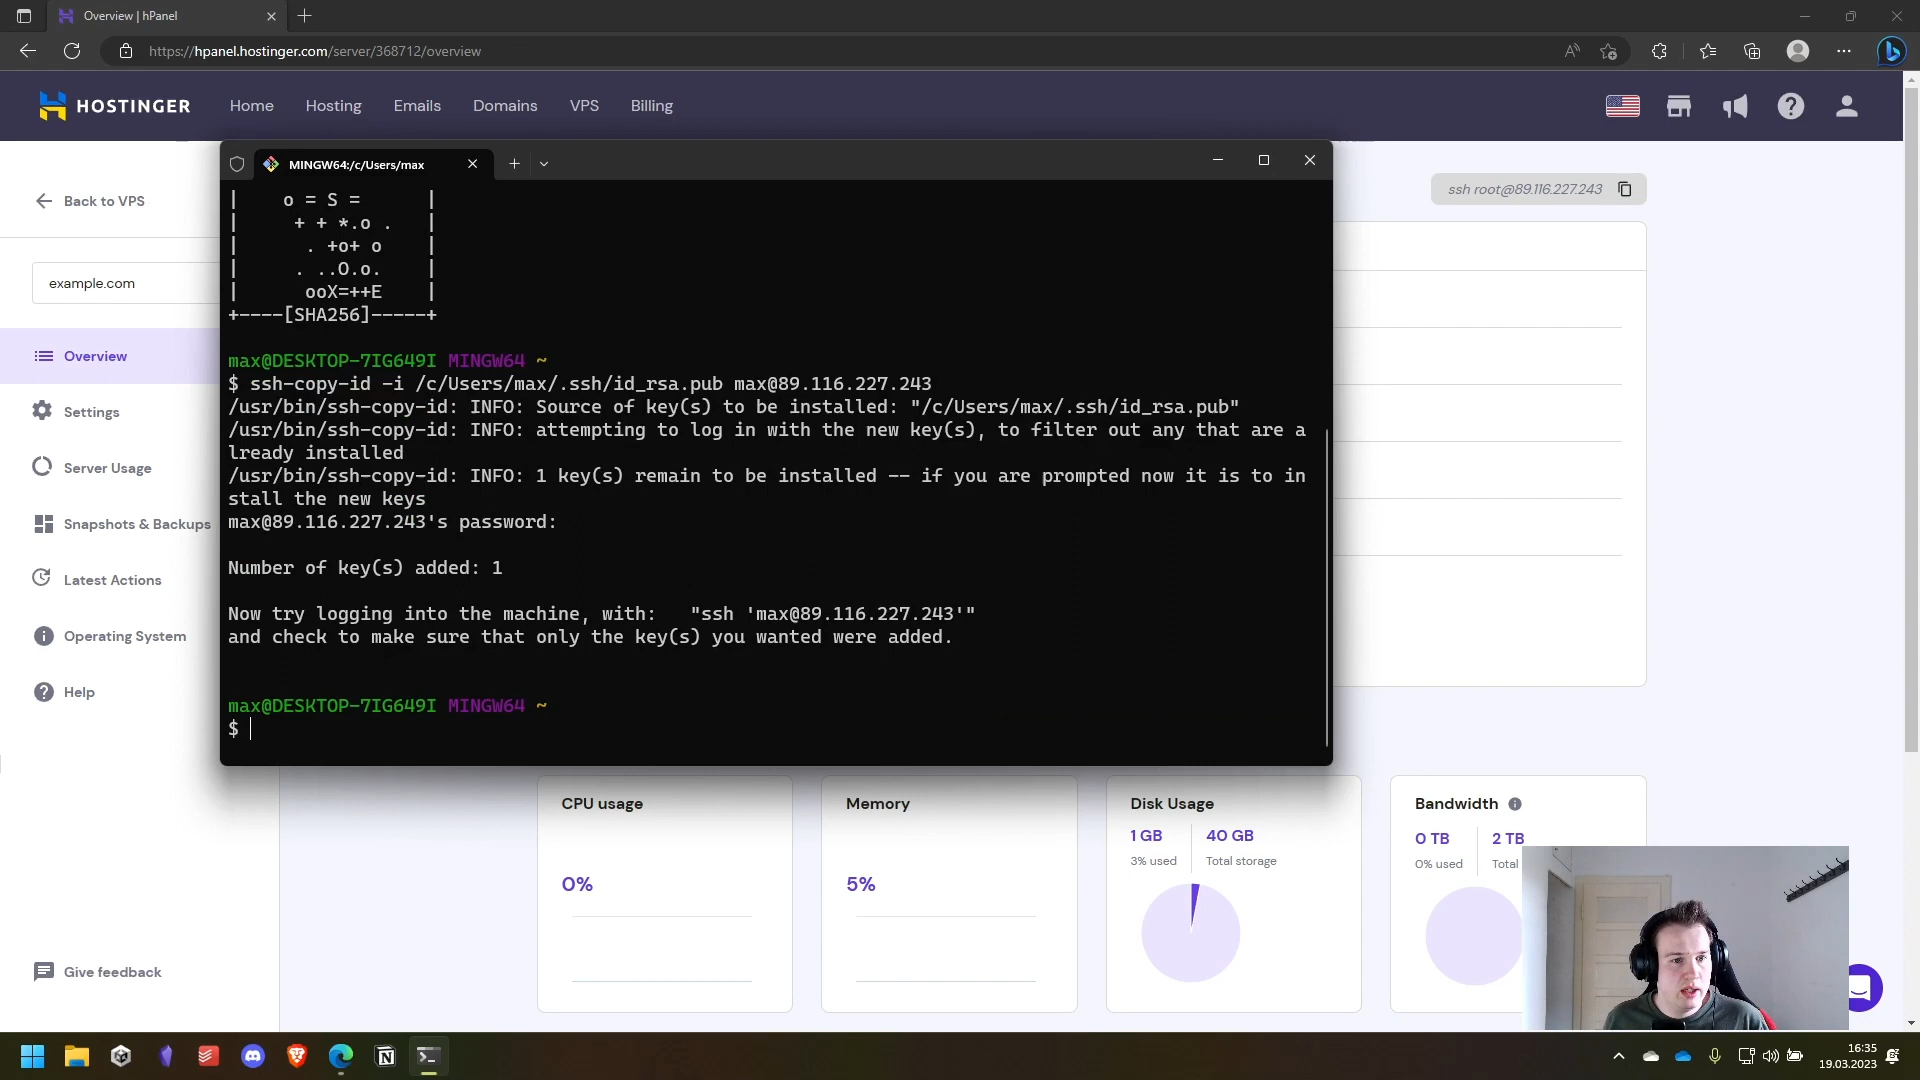 Overview | hPanel
https://hpanel.hostinger.com/server/368712/overview
HOSTINGER
Home
Hosting
Emails
Domains
VPS
Billing
Back to VPS
ssh root@89.116.227.243
example.com
Overview
Settings
Server Usage
Snapshots & Backups
Latest Actions
Operating System
Help
Give feedback
MINGW64:/c/Users/max
|    o = S =      |
|     + + *.o .   |
|      . +o+ o    |
|     . ..O.o.    |
|      ooX=++E    |
+----[SHA256]-----+
max@DESKTOP-7IG649I MINGW64 ~
$ ssh-copy-id -i /c/Users/max/.ssh/id_rsa.pub max@89.116.227.243
/usr/bin/ssh-copy-id: INFO: Source of key(s) to be installed: "/c/Users/max/.ssh/id_rsa.pub"
/usr/bin/ssh-copy-id: INFO: attempting to log in with the new key(s), to filter out any that are a
lready installed
/usr/bin/ssh-copy-id: INFO: 1 key(s) remain to be installed -- if you are prompted now it is to in
stall the new keys
max@89.116.227.243's password:
Number of key(s) added: 1
Now try logging into the machine, with:   "ssh 'max@89.116.227.243'"
and check to make sure that only the key(s) you wanted were added.
max@DESKTOP-7IG649I MINGW64 ~
$
CPU usage
0%
Memory
5%
Disk Usage
1 GB
40 GB
3% used
Total storage
Bandwidth
0 TB
2 TB
0% used
Total
16:35
19.03.2023